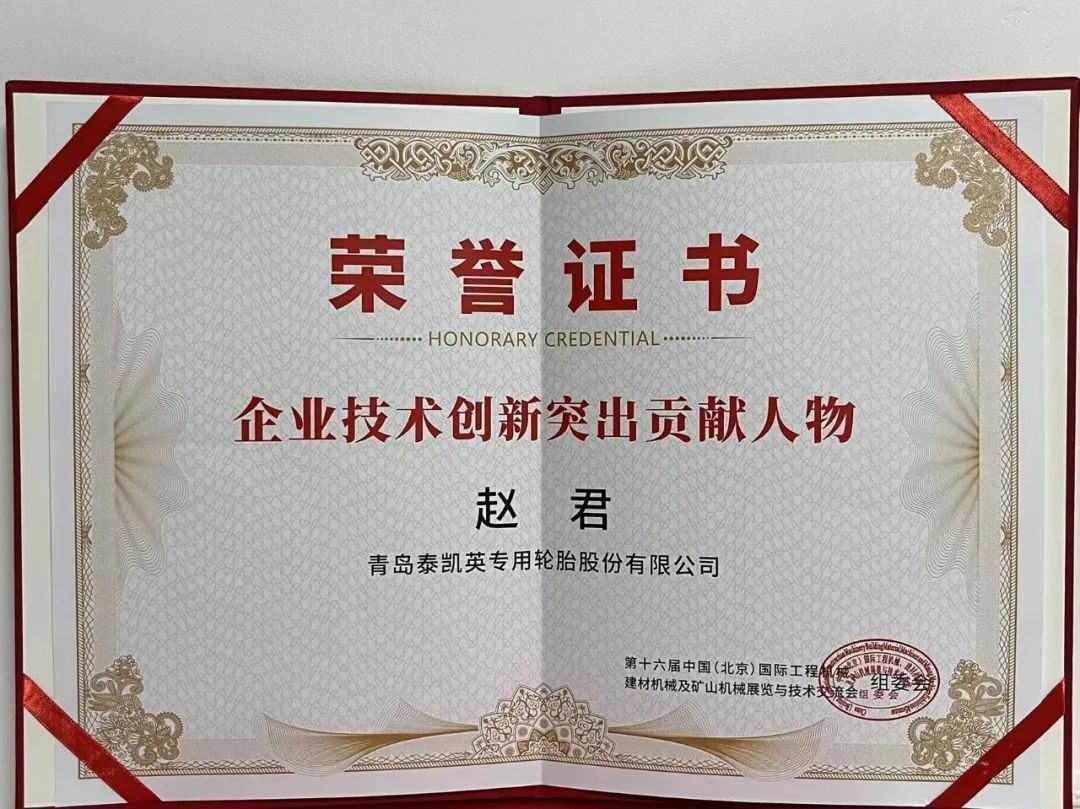 荣誉证书
HONORARY CREDENTIAL
企业技术创新突出贡献人物
赵 君
青岛泰凯英专用轮胎股份有限公司
第十六届中国(北京)国际工程机械、
建材机械及矿山机械展览与技术交流会
组委会
组委会